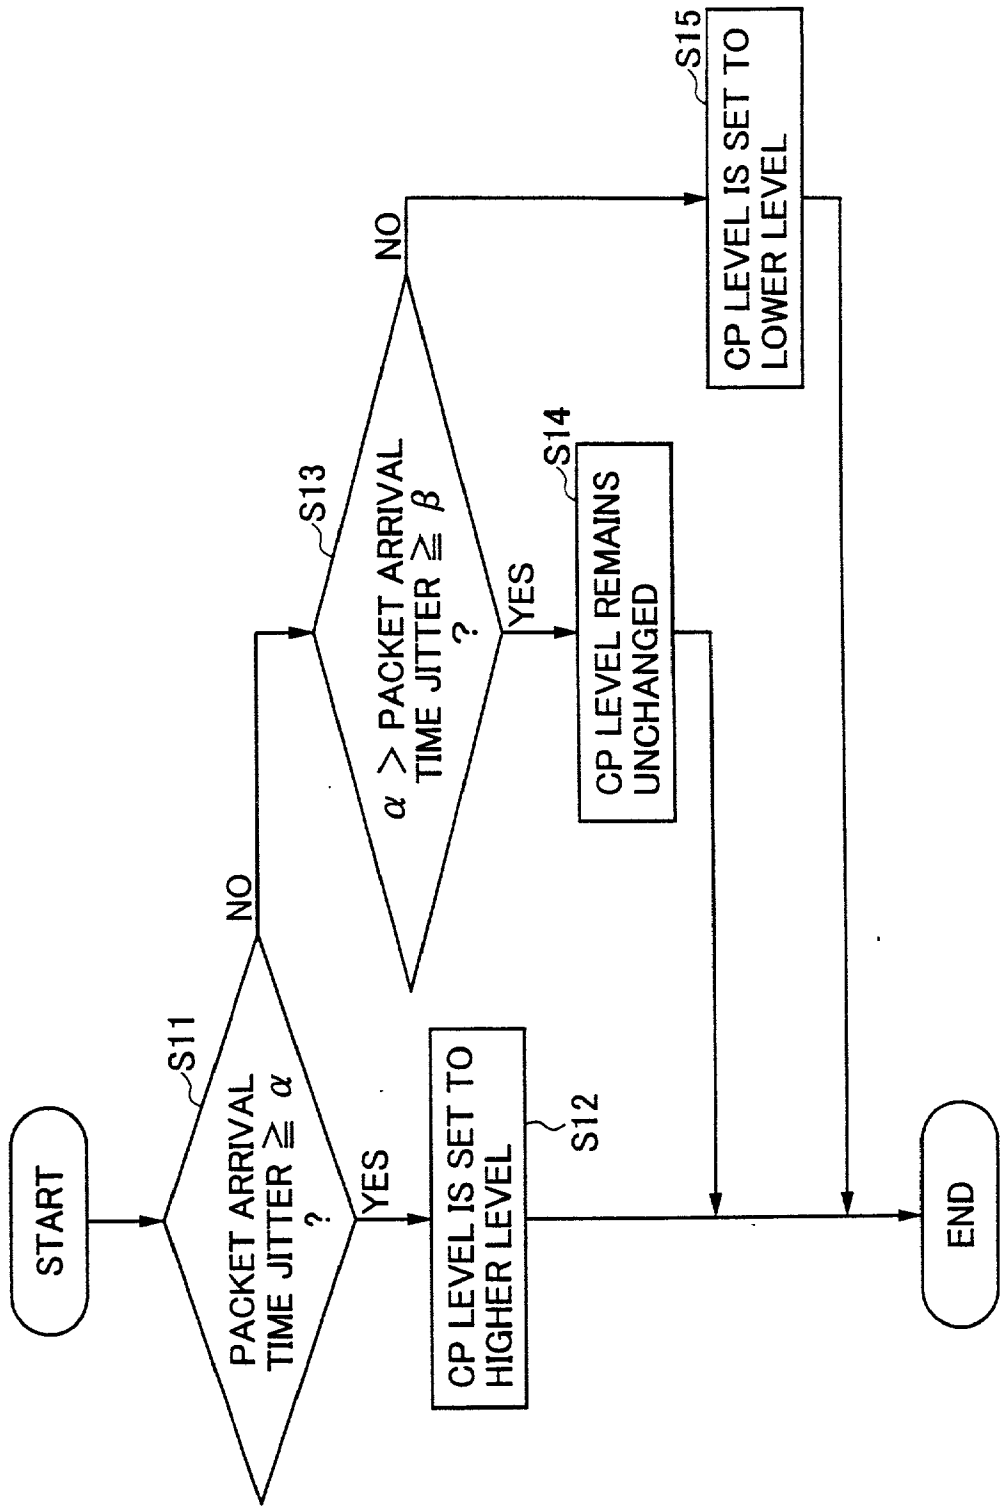 START
S11
PACKET ARRIVAL
TIME JITTER ≧ α
?
NO
YES
CP LEVEL IS SET TO
HIGHER LEVEL
S12
S13
α > PACKET ARRIVAL
TIME JITTER ≧ β
?
NO
YES
S14
CP LEVEL REMAINS
UNCHANGED
S15
CP LEVEL IS SET TO
LOWER LEVEL
END